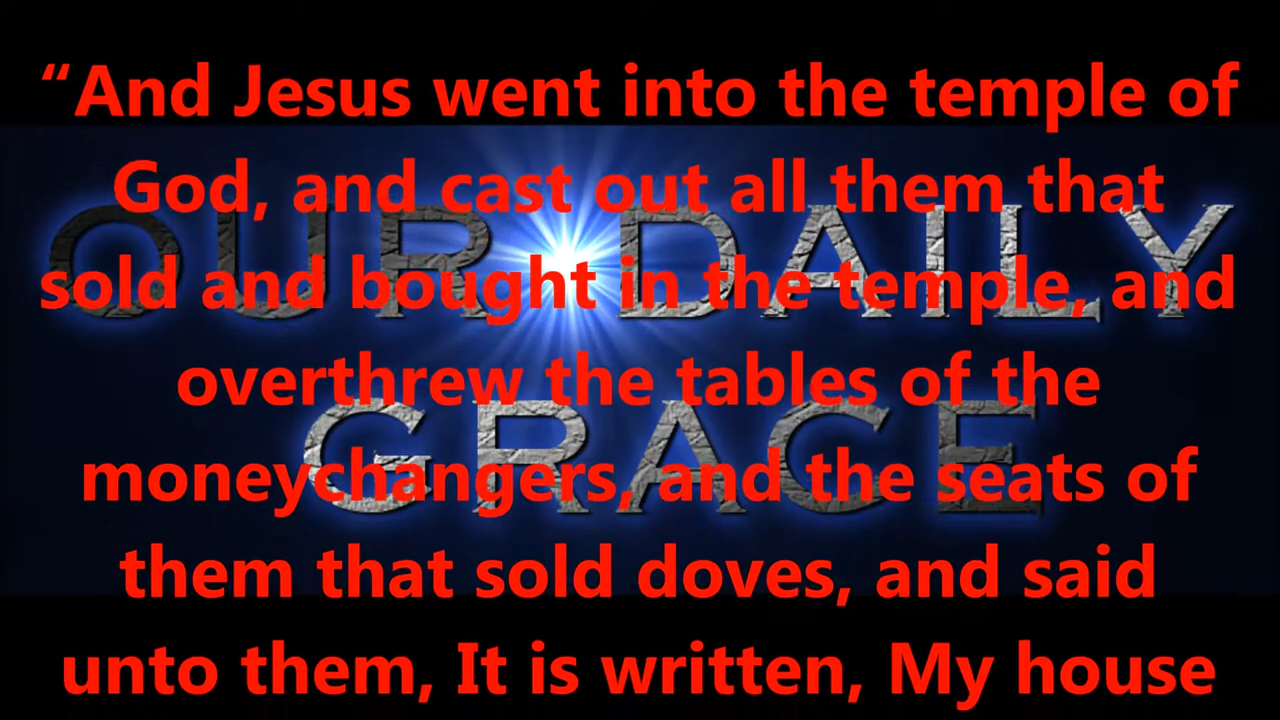 “And Jesus went into the temple of
God, and cast out all them that
sold and bought in the temple, and
overthrew the tables of the
moneychangers, and the seats of
them that sold doves, and said
unto them, It is written, My house
OUR DAILY
GRACE